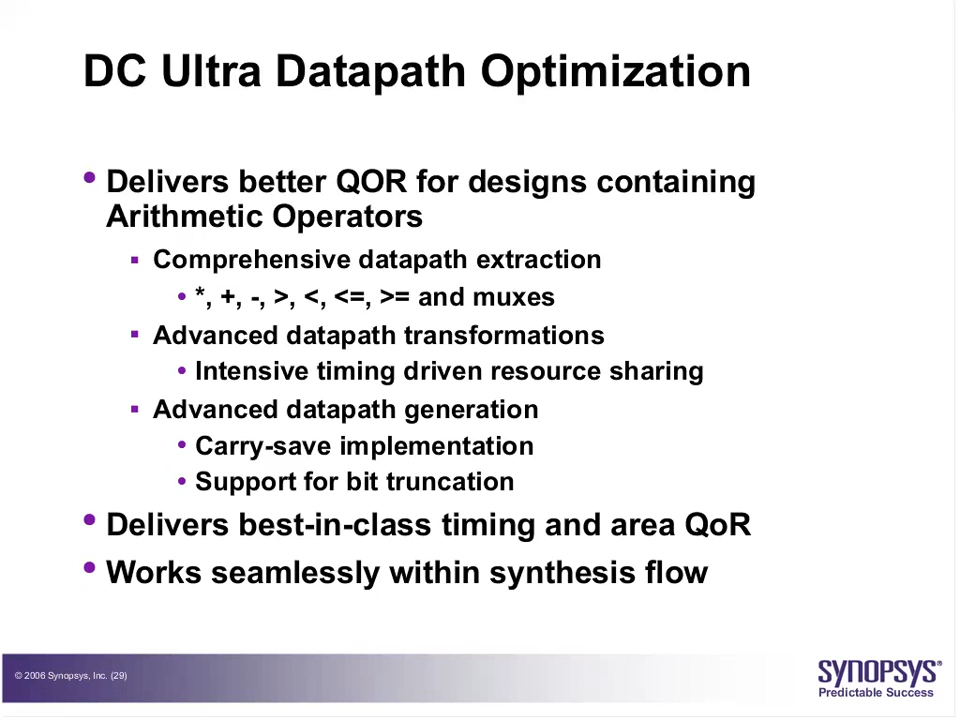 DC Ultra Datapath Optimization
• Delivers better QOR for designs containing
Arithmetic Operators
▪ Comprehensive datapath extraction
• *, +, -, >, <, <=, >= and muxes
▪ Advanced datapath transformations
• Intensive timing driven resource sharing
▪ Advanced datapath generation
• Carry-save implementation
• Support for bit truncation
• Delivers best-in-class timing and area QoR
• Works seamlessly within synthesis flow
© 2006 Synopsys, Inc. (29)
SYNOPSYS®
Predictable Success